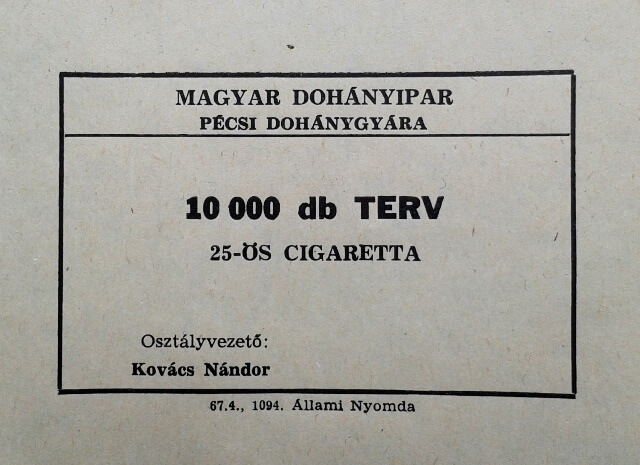 MAGYAR DOHÁNYIPAR
PÉCSI DOHÁNYGYÁRA
10 000 db TERV
25-ÖS CIGARETTA
Osztályvezető:
Kovács Nándor
67.4., 1094. Állami Nyomda